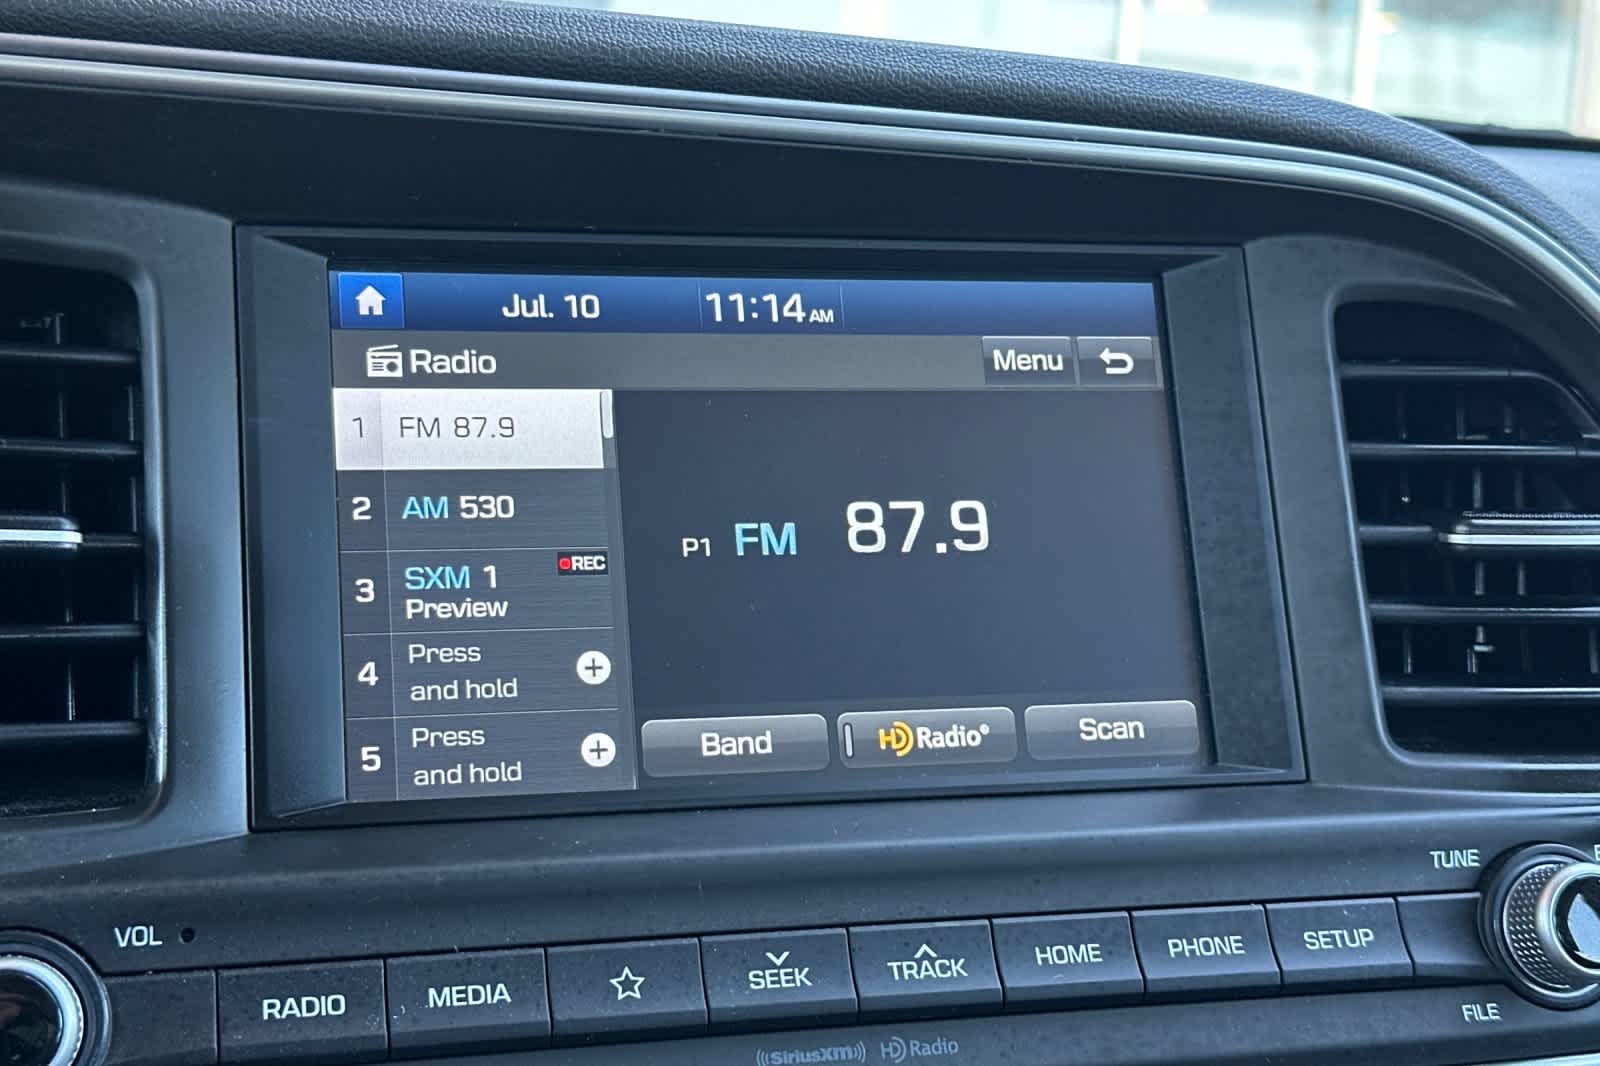 Jul. 10 11:14 AM
Radio Menu
1 FM 87.9
2 AM 530
3 SXM 1 REC
Preview
4 Press
and hold
5 Press
and hold
P1 FM 87.9
Band HD Radio® Scan
TUNE
VOL
RADIO MEDIA SEEK TRACK HOME PHONE SETUP
FILE
((SiriusXM)) HD Radio